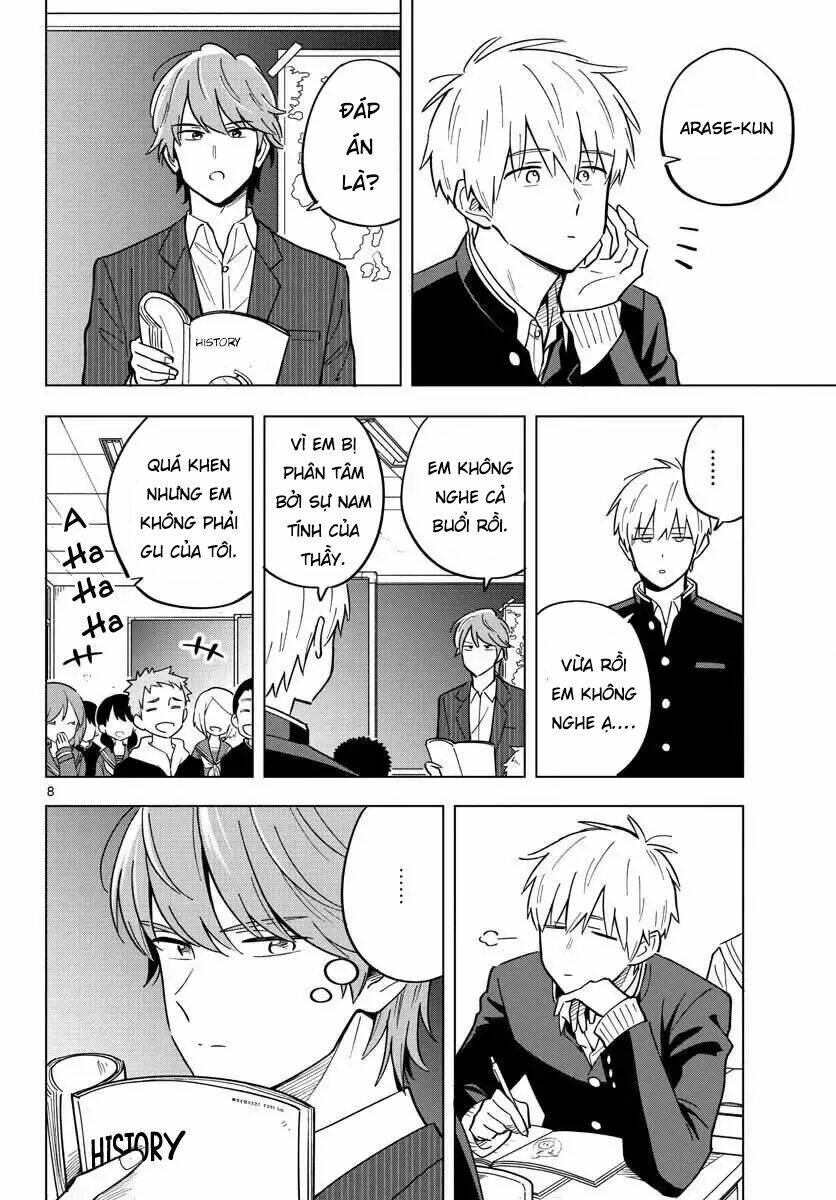 ARASE-KUN
ĐÁP
ÁN
LÀ?
HISTORY
......
VỪA RỒI
EM KHÔNG
NGHE Ạ....
EM KHÔNG
NGHE CẢ
BUỔI RỒI.
VÌ EM BỊ
PHÂN TÂM
BỞI SỰ NAM
TÍNH CỦA
THẦY.
QUÁ KHEN
NHƯNG EM
KHÔNG PHẢI
GU CỦA TÔI.
A
Ha
Ha
Ha
8
......
HISTORY